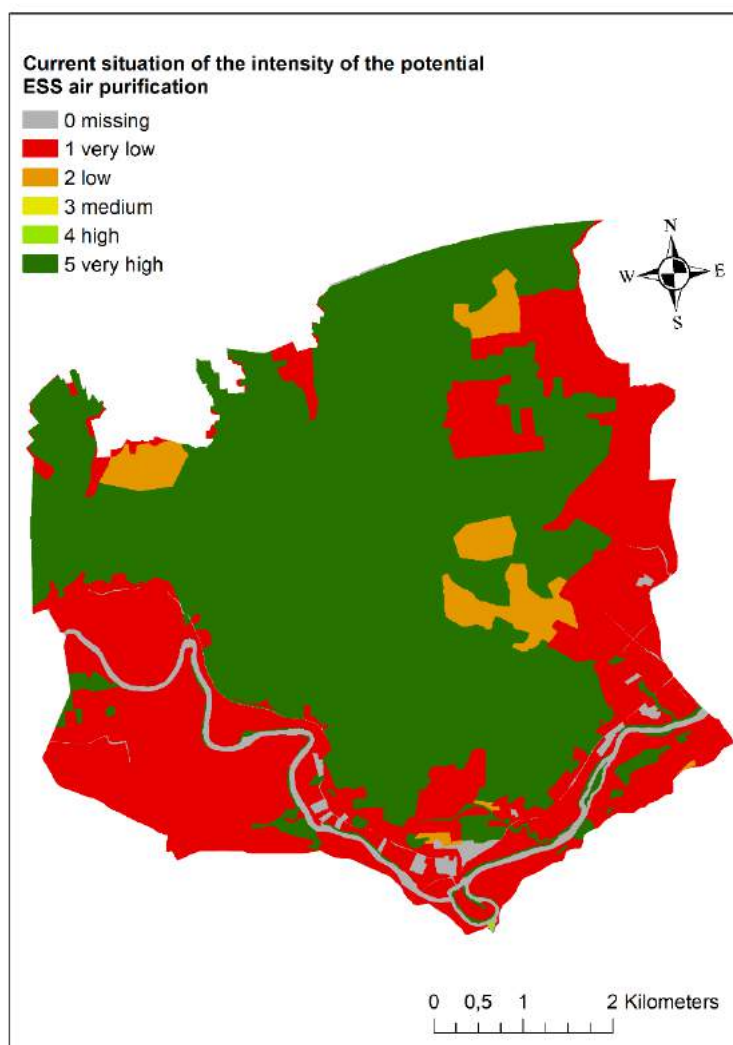 Current situation of the intensity of the potential
ESS air purification
0 missing
1 very low
2 low
3 medium
4 high
5 very high
N
W E
S
0 0,5 1 2 Kilometers